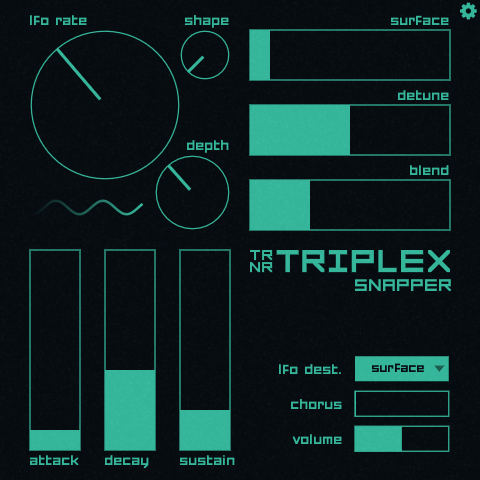 lfo rate
shape
surface
detune
depth
blend
TR
NR
TRIPLEX
SNAPPER
lfo dest.
surface
chorus
volume
attack
decay
sustain